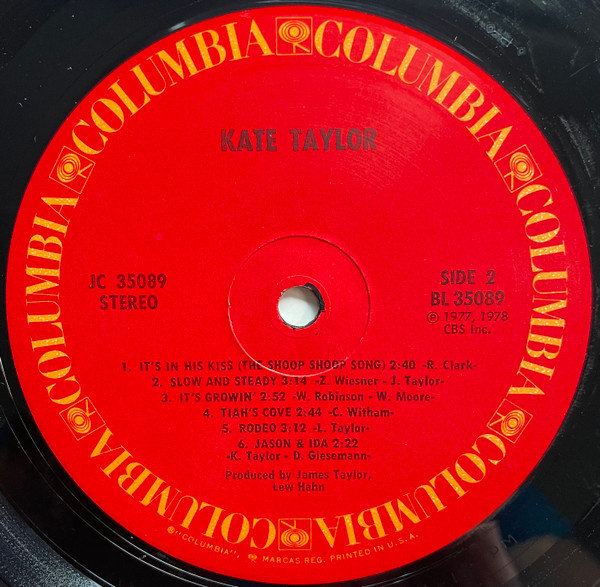 COLUMBIA COLUMBIA COLUMBIA COLUMBIA COLUMBIA COLUMBIA
KATE TAYLOR
JC 35089
STEREO
SIDE 2
BL 35089
℗ 1977, 1978
CBS Inc.
1. IT'S IN HIS KISS (THE SHOOP SHOOP SONG) 2:40 -R. Clark-
2. SLOW AND STEADY 3:14 -Z. Wiesner - J. Taylor-
3. IT'S GROWIN' 2:52 -W. Robinson - W. Moore-
4. TIAH'S COVE 2:44 -C. Witham-
5. RODEO 3:12 -L. Taylor-
6. JASON & IDA 2:22
-K. Taylor - D. Giesemann-
Produced by James Taylor,
Lew Hahn
®"COLUMBIA", MARCAS REG. PRINTED IN U.S.A.